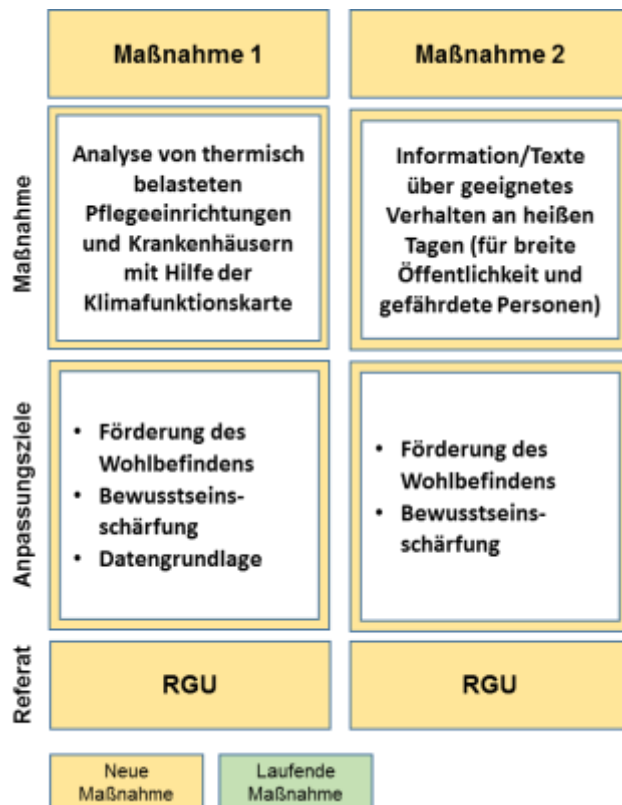 Maßnahme 1
Maßnahme 2
Maßnahme
Analyse von thermisch
belasteten
Pflegeeinrichtungen
und Krankenhäusern
mit Hilfe der
Klimafunktionskarte
Information/Texte
über geeignetes
Verhalten an heißen
Tagen (für breite
Öffentlichkeit und
gefährdete Personen)
Anpassungsziele
• Förderung des
Wohlbefindens
• Bewusstseins-
schärfung
• Datengrundlage
• Förderung des
Wohlbefindens
• Bewusstseins-
schärfung
Referat
RGU
RGU
Neue
Maßnahme
Laufende
Maßnahme